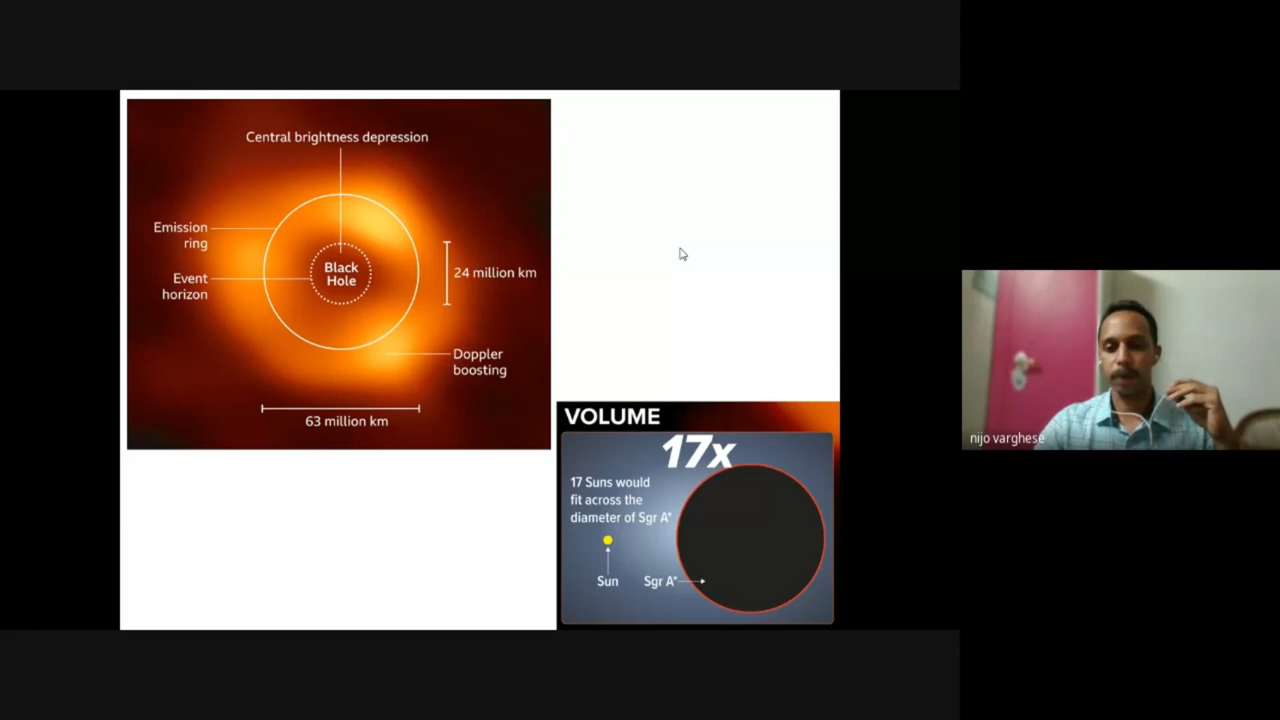 Central brightness depression
Emission
ring
Black
Hole
Event
horizon
24 million km
Doppler
boosting
63 million km
VOLUME
17x
17 Suns would
fit across the
diameter of Sgr A*
Sun
Sgr A*
nijo varghese